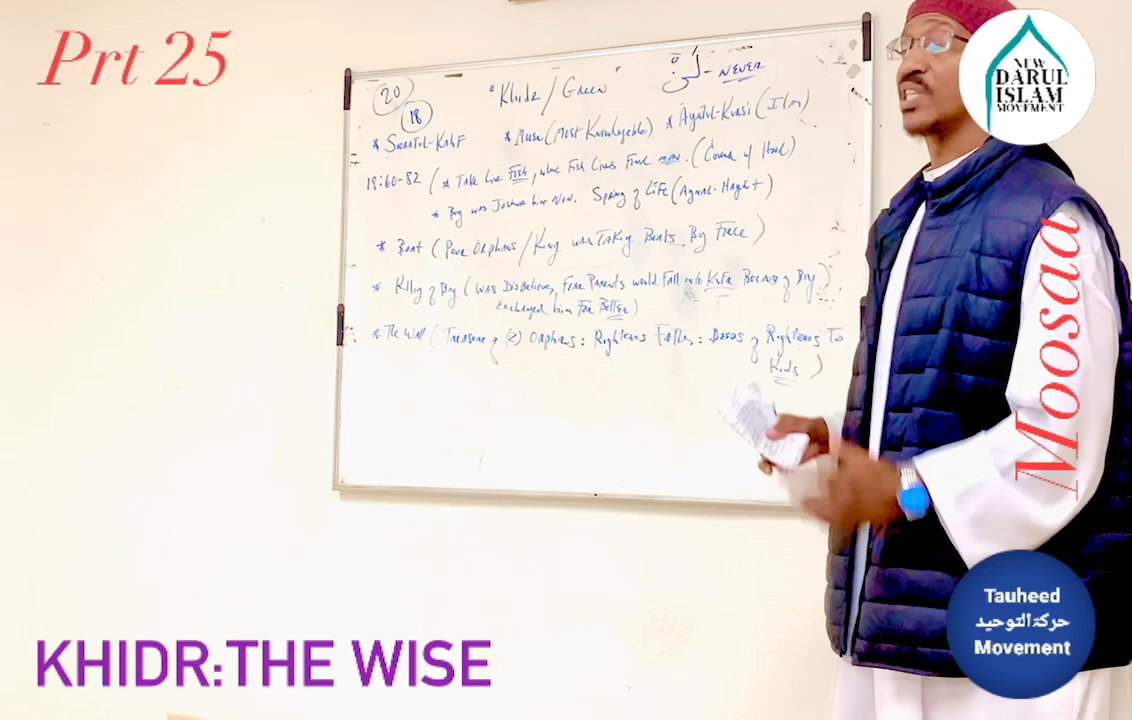 Prt 25
NEW
DARUL
ISLAM
MOVEMENT
20
18
"Khidr / Green"
لن - NEVER
* Suratul-Kahf * Musa (Most Knowledgeable) * Ayatul-Kursi (Ilm)
18:60-82 (* Take Live Fish, where Fish Lives Find . (Course of Hood)
* Boy was Joshua bin Nun. Spring of Life (Aynal-Hayat)
* Boat (Poor Orphans / King was Taking Boats By Force)
* Killing of Boy (was Disbeliever, Fear Parents would Fall into Kufr Because of Boy)
Exchanged him For Better)
* The Wall (Treasure of (2) Orphans: Righteous Father: Deeds of Righteous To
Kids)
Moosaa
Tauheed
حركة التوحيد
Movement
KHIDR:THE WISE